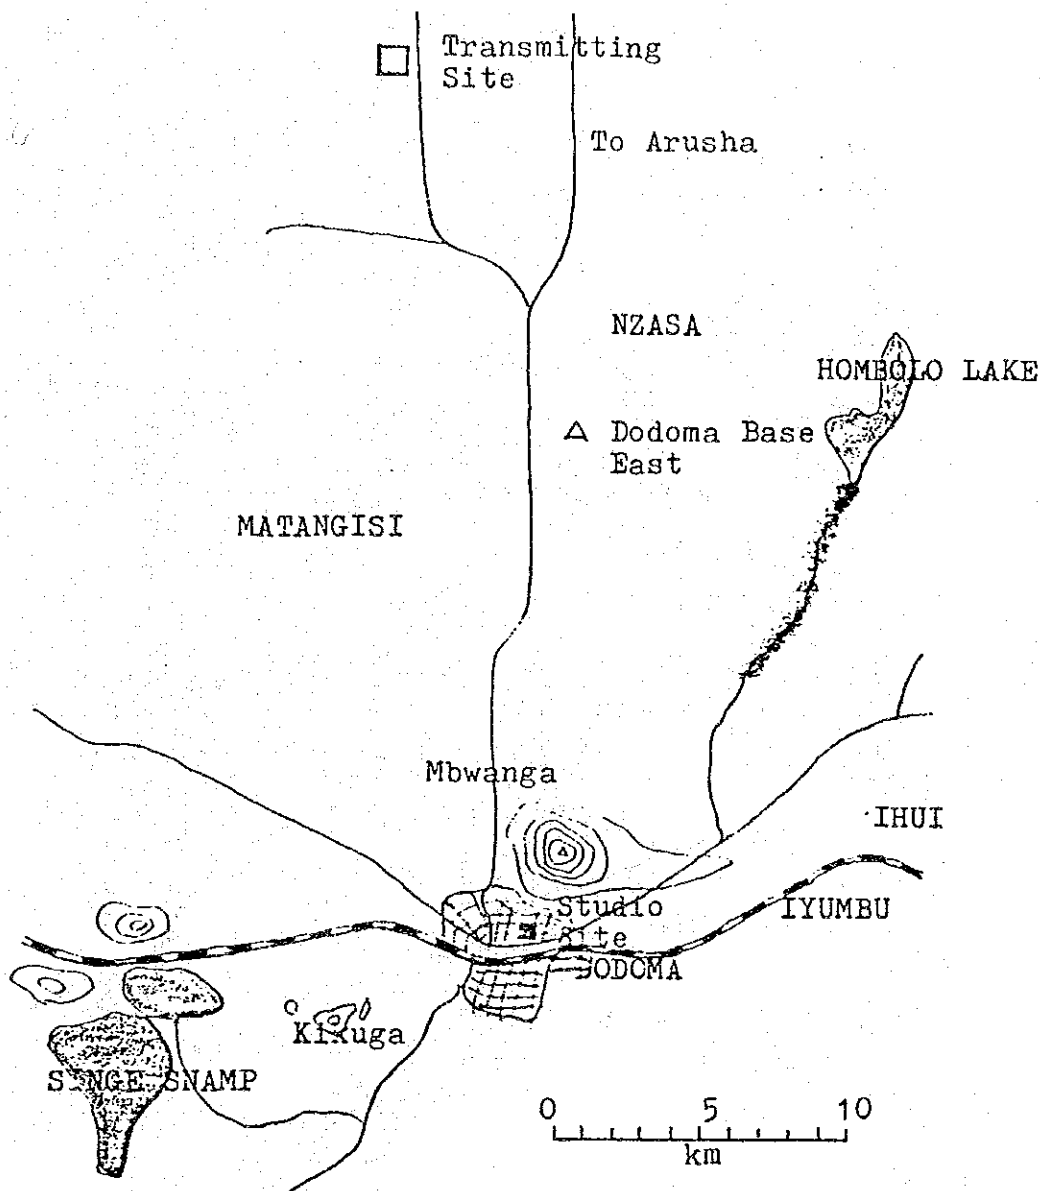 Transmitting
Site
To Arusha
NZASA
HOMBOLO LAKE
Dodoma Base
East
MATANGISI
Mbwanga
IHUI
IYUMBU
Studio
Site
DODOMA
Kikuga
SINGE SNAMP
0 5 10
km